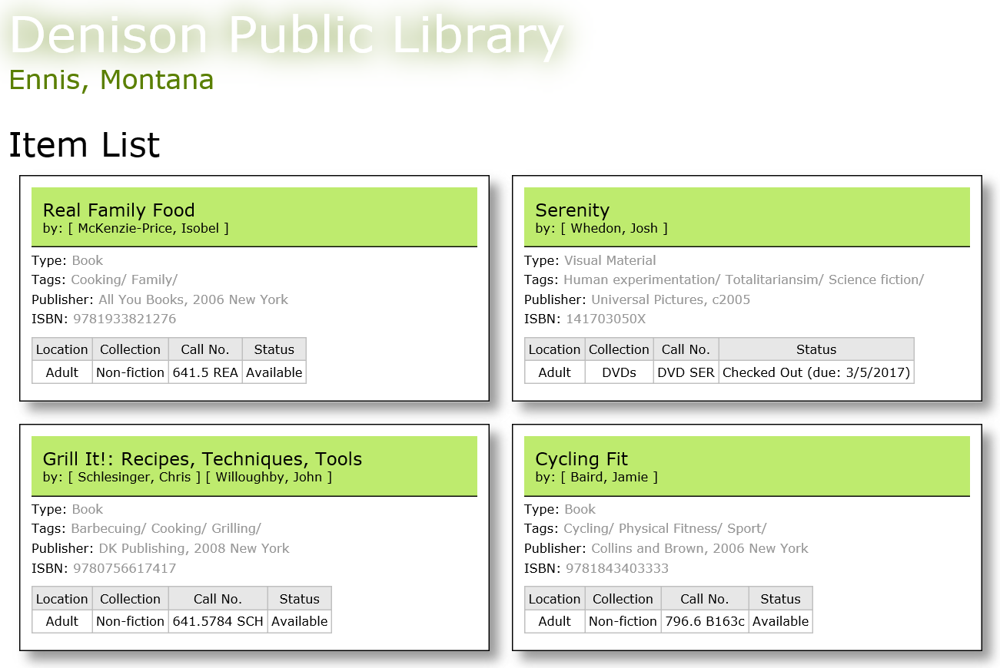 Denison Public Library
Ennis, Montana
Item List
Real Family Food
by: [ McKenzie-Price, Isobel ]
Type: Book
Tags: Cooking/ Family/
Publisher: All You Books, 2006 New York
ISBN: 9781933821276
Location Collection Call No. Status
Adult Non-fiction 641.5 REA Available
Serenity
by: [ Whedon, Josh ]
Type: Visual Material
Tags: Human experimentation/ Totalitariansim/ Science fiction/
Publisher: Universal Pictures, c2005
ISBN: 141703050X
Location Collection Call No. Status
Adult DVDs DVD SER Checked Out (due: 3/5/2017)
Grill It!: Recipes, Techniques, Tools
by: [ Schlesinger, Chris ] [ Willoughby, John ]
Type: Book
Tags: Barbecuing/ Cooking/ Grilling/
Publisher: DK Publishing, 2008 New York
ISBN: 9780756617417
Location Collection Call No. Status
Adult Non-fiction 641.5784 SCH Available
Cycling Fit
by: [ Baird, Jamie ]
Type: Book
Tags: Cycling/ Physical Fitness/ Sport/
Publisher: Collins and Brown, 2006 New York
ISBN: 9781843403333
Location Collection Call No. Status
Adult Non-fiction 796.6 B163c Available